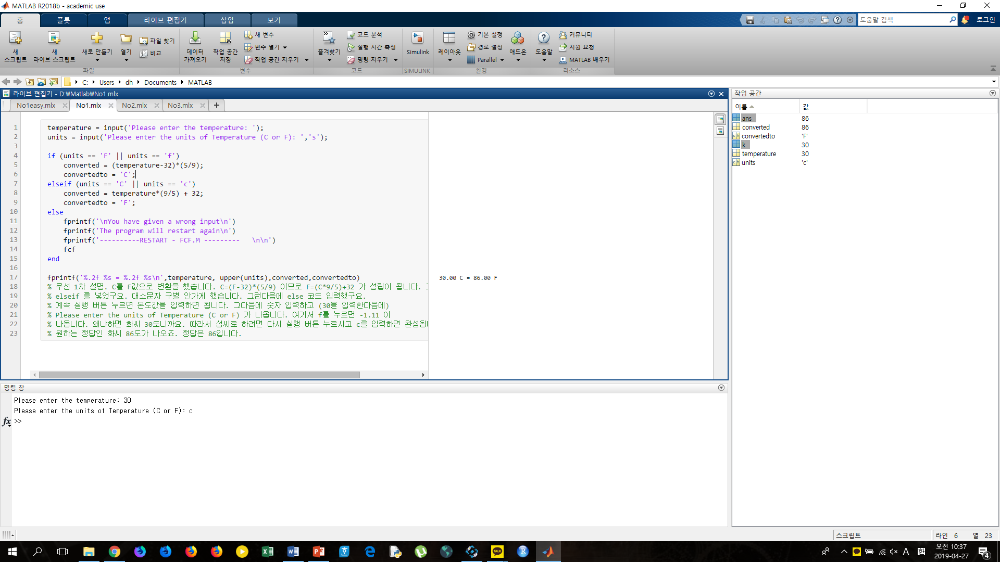 MATLAB R2018b - academic use
홈 플롯 앱 라이브 편집기 삽입 보기
도움말 검색 로그인
새 스크립트
새 라이브 스크립트
새로 만들기
열기
파일 찾기
비교
데이터 가져오기
작업 공간 저장
새 변수
변수 열기
작업 공간 지우기
즐겨찾기
코드 분석
실행 시간 측정
명령 지우기
Simulink
레이아웃
기본 설정
경로 설정
Parallel
애드온
도움말
커뮤니티
지원 요청
MATLAB 배우기
파일 변수 코드 SIMULINK 환경 리소스
C: Users dh Documents MATLAB
라이브 편집기 - D:₩Matlab₩No1.mlx
No1easy.mlx No1.mlx No2.mlx No3.mlx
1 temperature = input('Please enter the temperature: ');
2 units = input('Please enter the units of Temperature (C or F): ','s');
3
4 if (units == 'F' || units == 'f')
5 converted = (temperature-32)*(5/9);
6 convertedto = 'C';
7 elseif (units == 'C' || units == 'c')
8 converted = temperature*(9/5) + 32;
9 convertedto = 'F';
10 else
11 fprintf('\nYou have given a wrong input\n')
12 fprintf('The program will restart again\n')
13 fprintf('----------RESTART - FCF.M ---------   \n\n')
14 fcf
15 end
16
17 fprintf('%.2f %s = %.2f %s\n',temperature, upper(units),converted,convertedto)
18 % 우선 1차 설명. C를 F값으로 변환을 했습니다. C=(F-32)*(5/9) 이므로 F=(C*9/5)+32 가 성립이 됩니다.
19 % elseif 를 넣었구요. 대소문자 구별 안가게 했습니다. 그런다음에 else 코드 입력했구요.
20 % 계속 실행 버튼 누르면 온도값을 입력하면 됩니다. 그다음에 숫자 입력하고 (30을 입력한다음에)
21 % Please enter the units of Temperature (C or F) 가 나옵니다. 여기서 f를 누르면 -1.11 이
22 % 나옵니다. 왜냐하면 화씨 30도니까요. 따라서 섭씨로 하려면 다시 실행 버튼 누르시고 c를 입력하면
23 % 원하는 정답인 화씨 86도가 나오죠. 정답은 86입니다.
30.00 C = 86.00 F
작업 공간
이름 값
ans 86
converted 86
convertedto 'F'
k 30
temperature 30
units 'c'
명령 창
Please enter the temperature: 30
Please enter the units of Temperature (C or F): c
fx >>
스크립트 라인 6 열 23
A 한 오전 10:37
2019-04-27
4